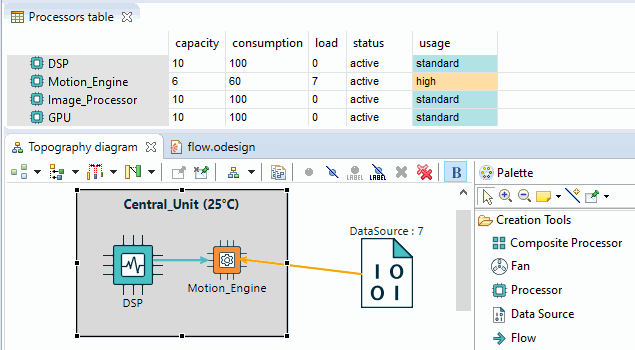 Processors table
capacity consumption load status usage
DSP 10 100 0 active standard
Motion_Engine 6 60 7 active high
Image_Processor 10 100 0 active standard
GPU 10 100 0 active standard
Topography diagram flow.odesign
LABEL LABEL B Palette
Central_Unit (25°C)
DataSource : 7
I O
O I
DSP
Motion_Engine
Creation Tools
Composite Processor
Fan
Processor
Data Source
Flow